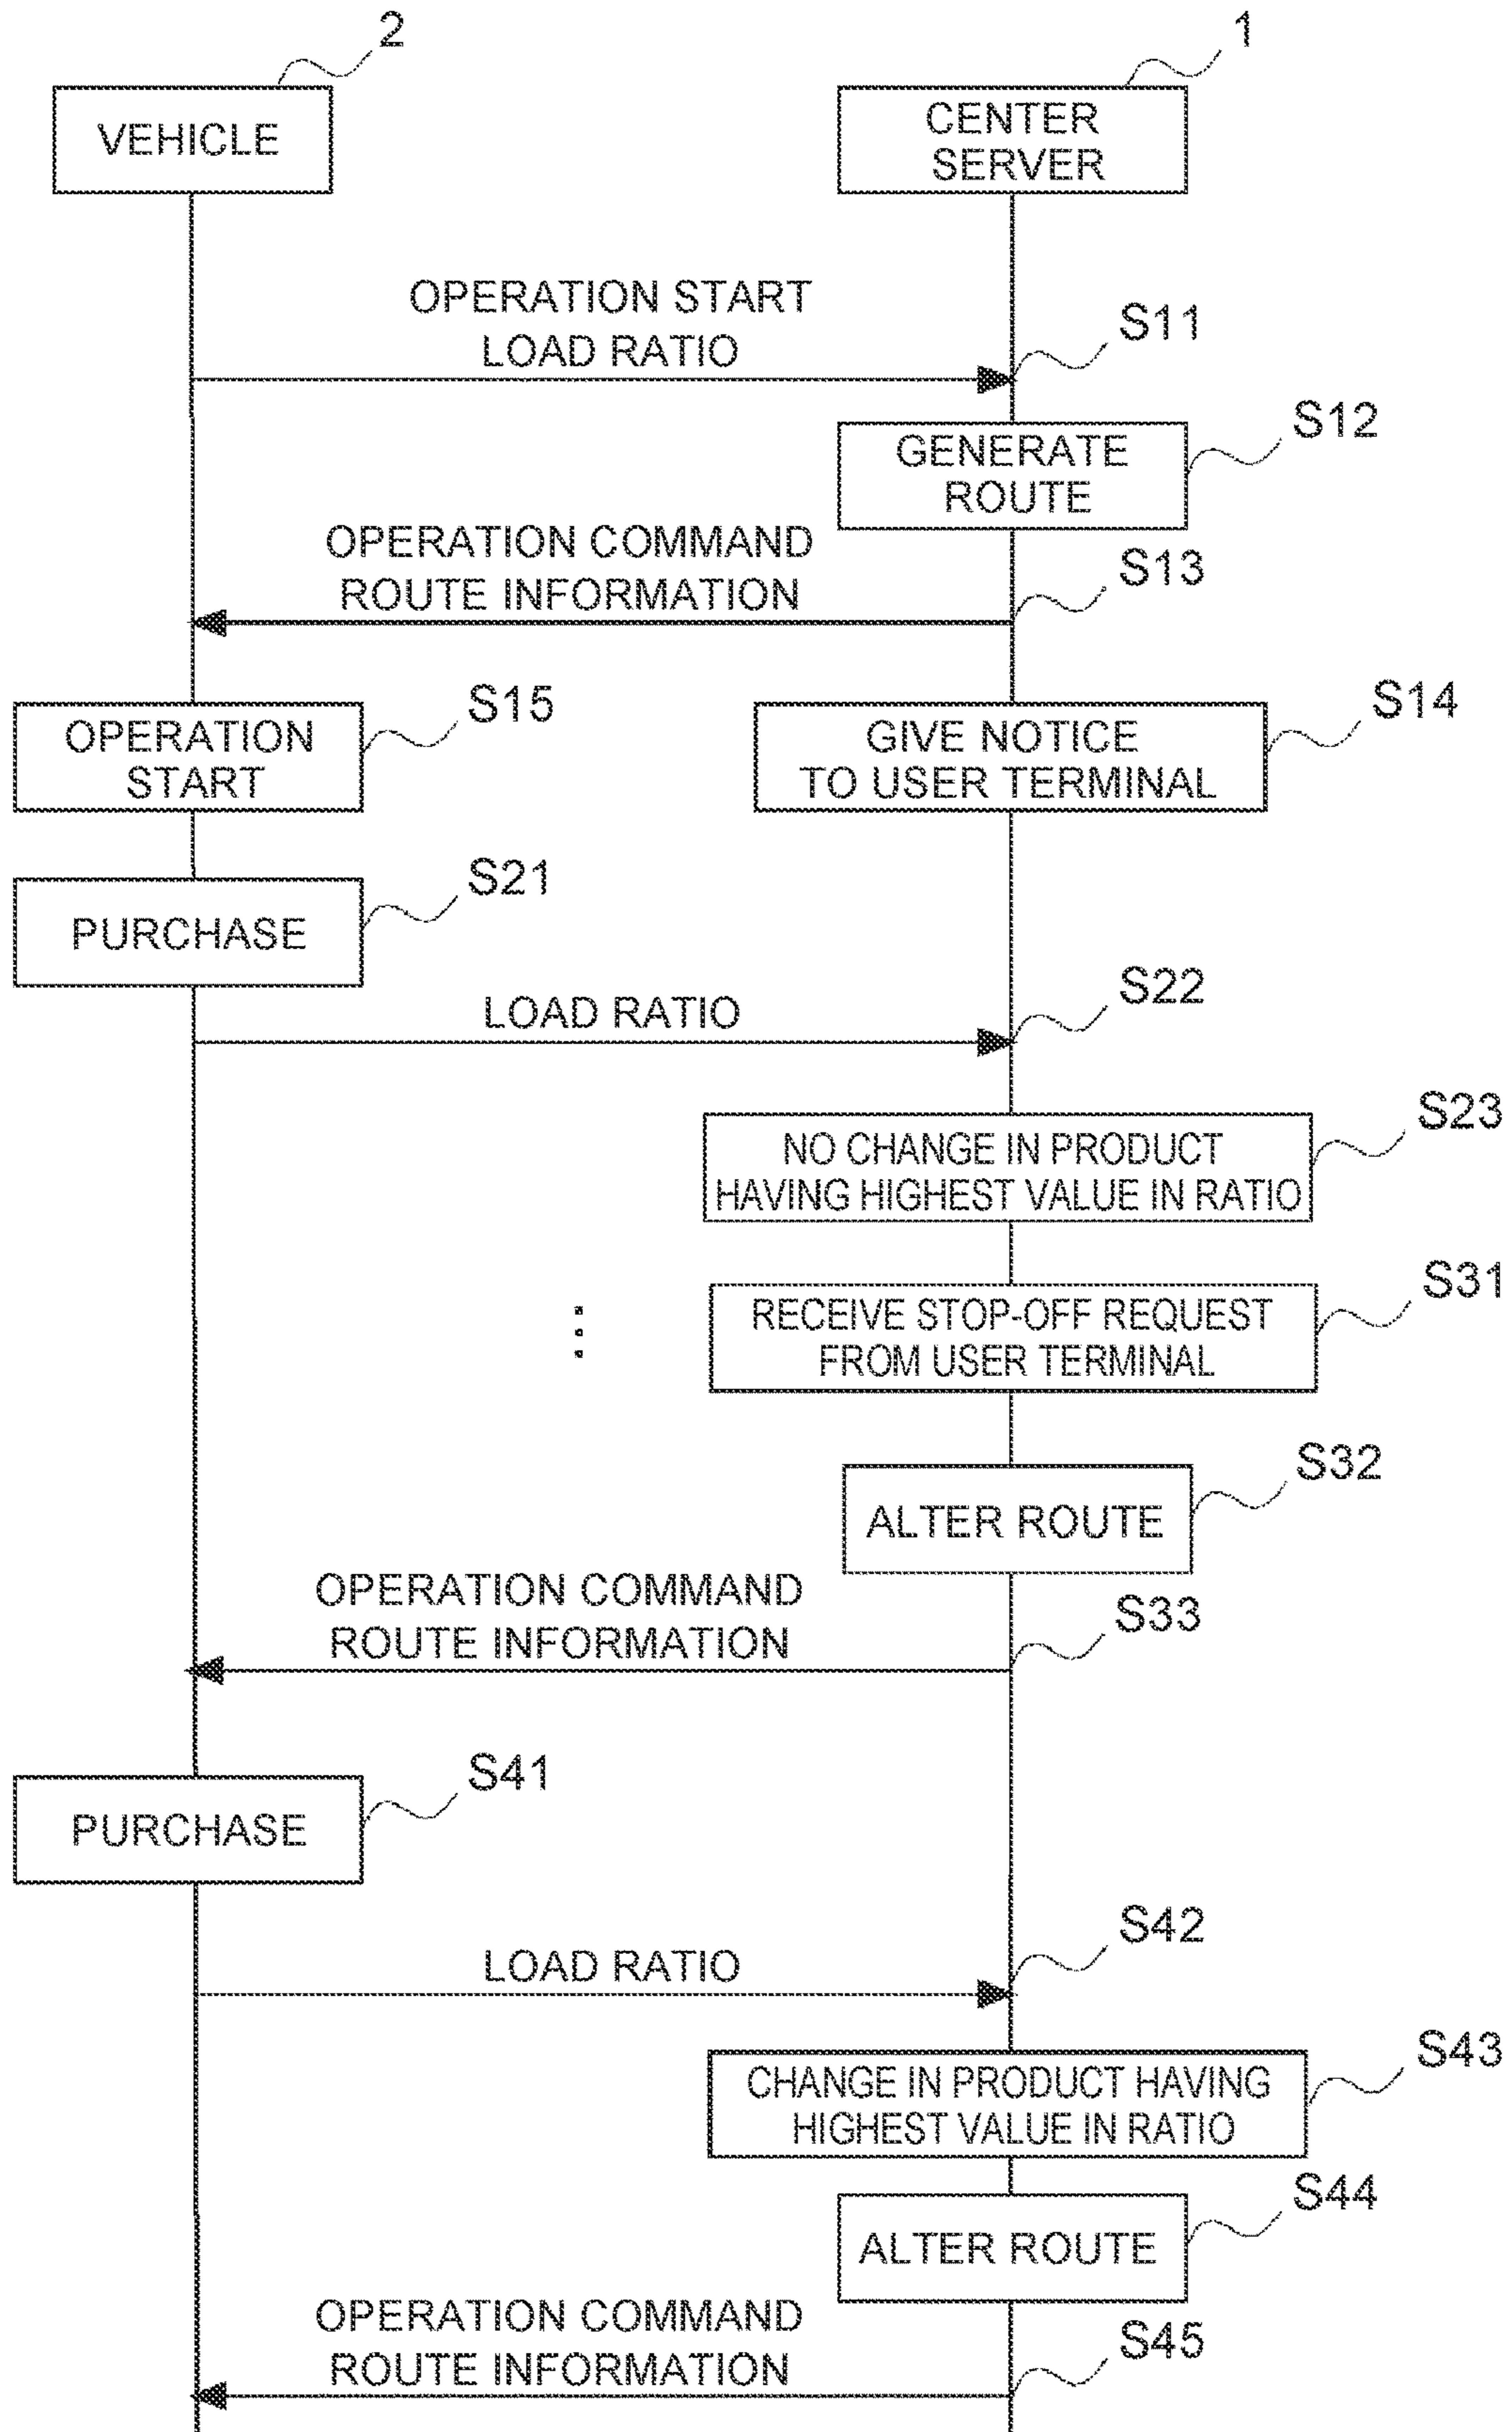 2
1
VEHICLE
CENTER
SERVER
OPERATION START
LOAD RATIO
S11
GENERATE
ROUTE
S12
OPERATION COMMAND
ROUTE INFORMATION
S13
OPERATION
START
S15
GIVE NOTICE
TO USER TERMINAL
S14
PURCHASE
S21
LOAD RATIO
S22
NO CHANGE IN PRODUCT
HAVING HIGHEST VALUE IN RATIO
S23
RECEIVE STOP-OFF REQUEST
FROM USER TERMINAL
S31
ALTER ROUTE
S32
OPERATION COMMAND
ROUTE INFORMATION
S33
PURCHASE
S41
LOAD RATIO
S42
CHANGE IN PRODUCT HAVING
HIGHEST VALUE IN RATIO
S43
ALTER ROUTE
S44
OPERATION COMMAND
ROUTE INFORMATION
S45